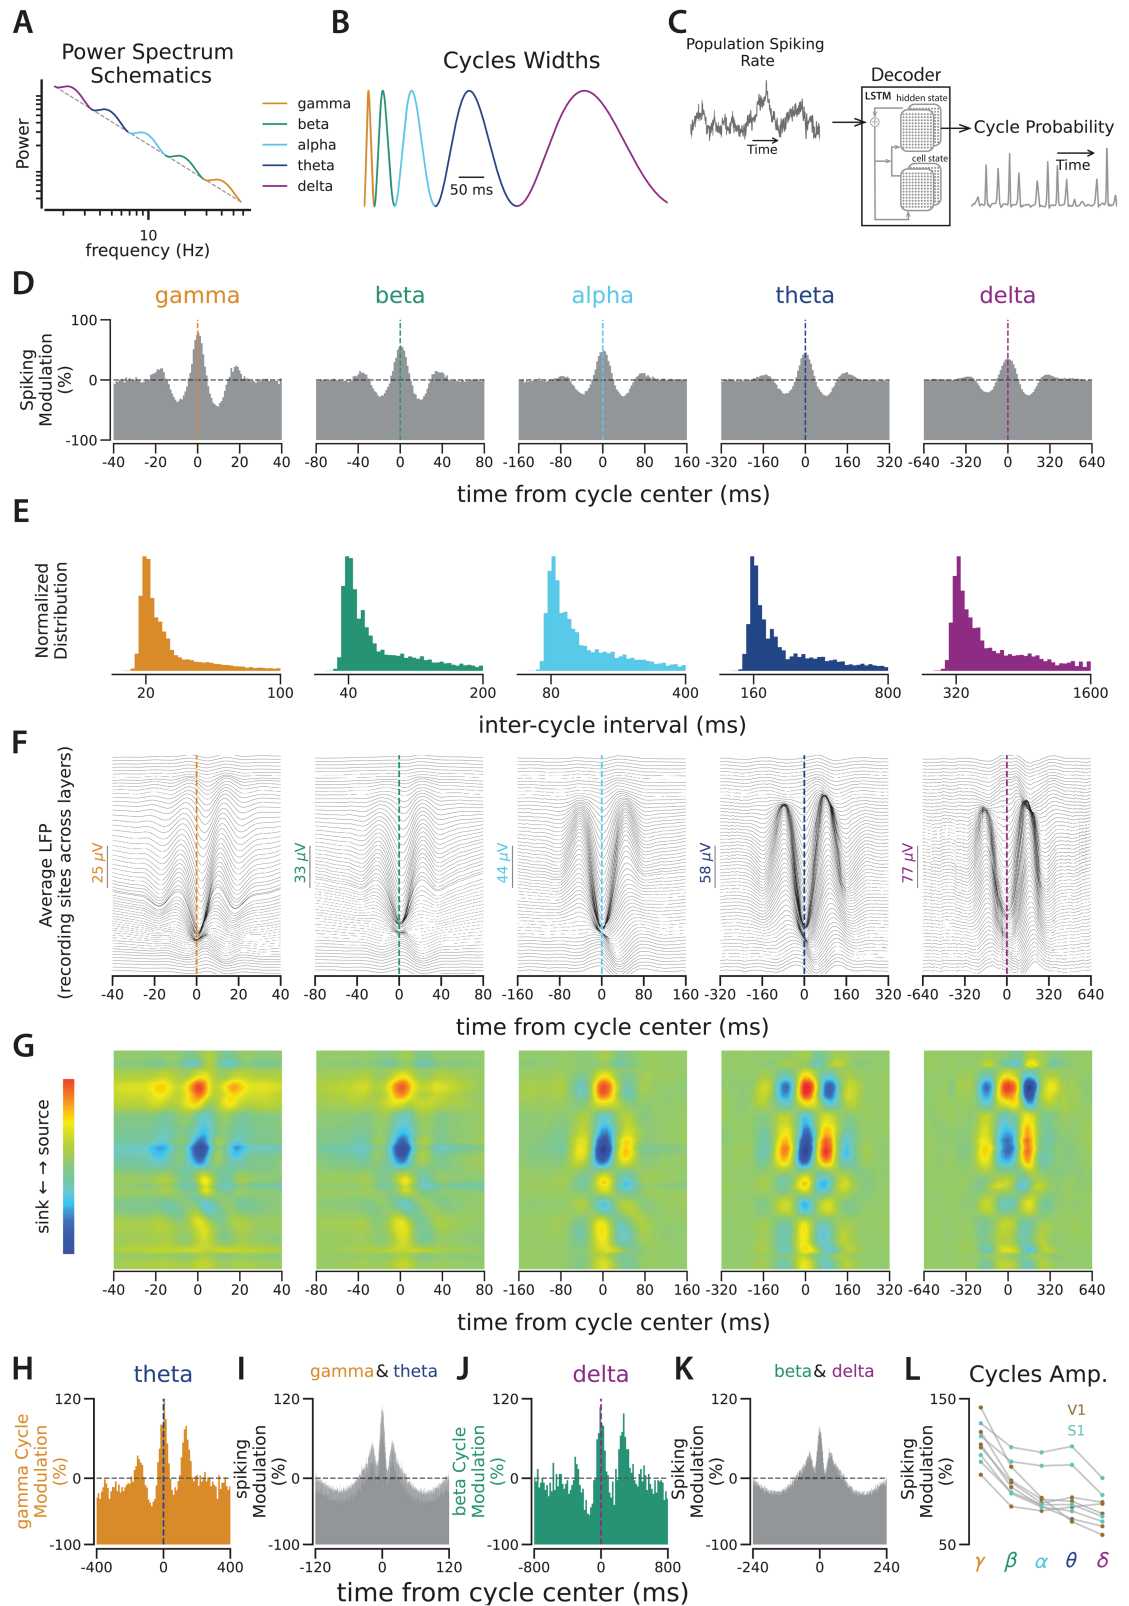 A
Power Spectrum
Schematics
Power
10
frequency (Hz)
gamma
beta
alpha
theta
delta
B
Cycles Widths
50 ms
C
Population Spiking
Rate
Time
Decoder
LSTM
hidden state
cell state
Cycle Probability
Time
D
gamma
beta
alpha
theta
delta
Spiking
Modulation
(%)
100
0
-100
-40 -20 0 20 40
-80 -40 0 40 80
-160 -80 0 80 160
-320 -160 0 160 320
-640 -320 0 320 640
time from cycle center (ms)
E
Normalized
Distribution
20 100
40 200
80 400
160 800
320 1600
inter-cycle interval (ms)
F
Average LFP
(recording sites across layers)
25 μV
33 μV
44 μV
58 μV
77 μV
-40 -20 0 20 40
-80 -40 0 40 80
-160 -80 0 80 160
-320 -160 0 160 320
-640 -320 0 320 640
time from cycle center (ms)
G
sink ← → source
-40 -20 0 20 40
-80 -40 0 40 80
-160 -80 0 80 160
-320 -160 0 160 320
-640 -320 0 320 640
time from cycle center (ms)
H
theta
gamma Cycle
Modulation
(%)
120
0
-100
-400 0 400
I
gamma & theta
spiking
Modulation
(%)
120
0
-100
-120 0 120
J
delta
beta Cycle
Modulation
(%)
120
0
-100
-800 0 800
K
beta & delta
Spiking
Modulation
(%)
120
0
-100
-240 0 240
time from cycle center (ms)
L
Cycles Amp.
V1
S1
Spiking
Modulation
(%)
150
50
γ β α θ δ